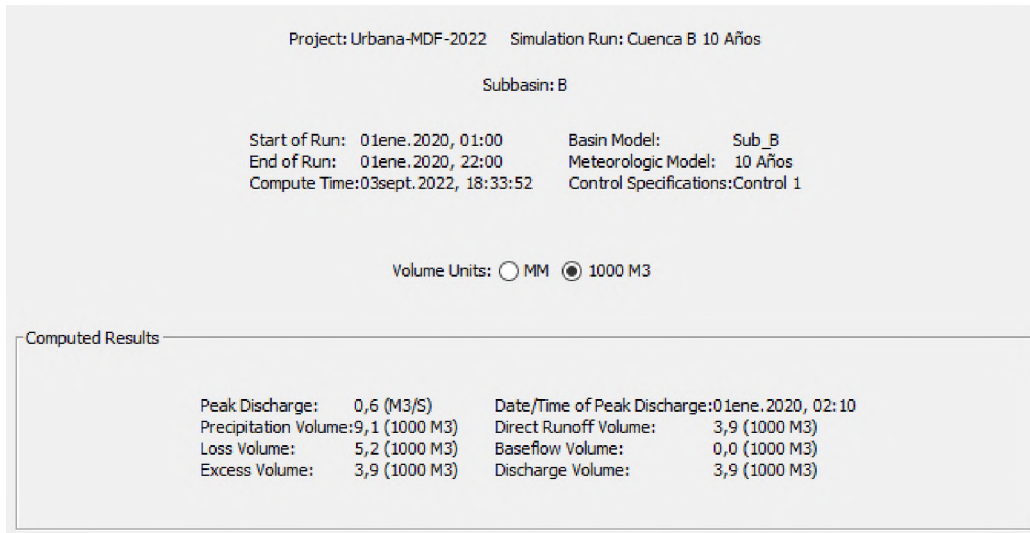 Project: Urbana-MDF-2022 Simulation Run: Cuenca B 10 Años
Subbasin: B
Start of Run: 01ene.2020, 01:00 Basin Model: Sub_B
End of Run: 01ene.2020, 22:00 Meteorologic Model: 10 Años
Compute Time:03sept.2022, 18:33:52 Control Specifications:Control 1
Volume Units: MM 1000 M3
Computed Results
Peak Discharge: 0,6 (M3/S) Date/Time of Peak Discharge:01ene.2020, 02:10
Precipitation Volume:9,1 (1000 M3) Direct Runoff Volume: 3,9 (1000 M3)
Loss Volume: 5,2 (1000 M3) Baseflow Volume: 0,0 (1000 M3)
Excess Volume: 3,9 (1000 M3) Discharge Volume: 3,9 (1000 M3)